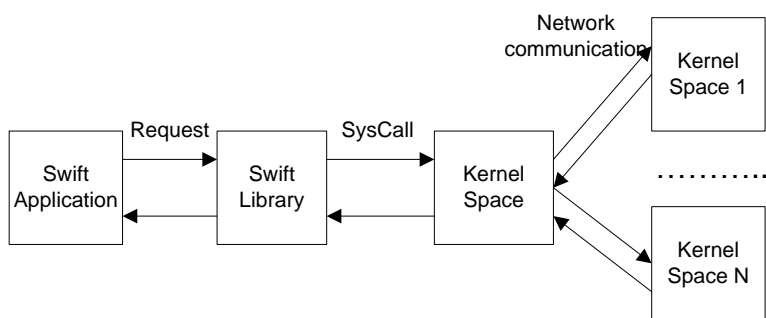 Network
communication
Kernel
Space 1
Request
SysCall
Swift
Application
Swift
Library
Kernel
Space
...........
Kernel
Space N